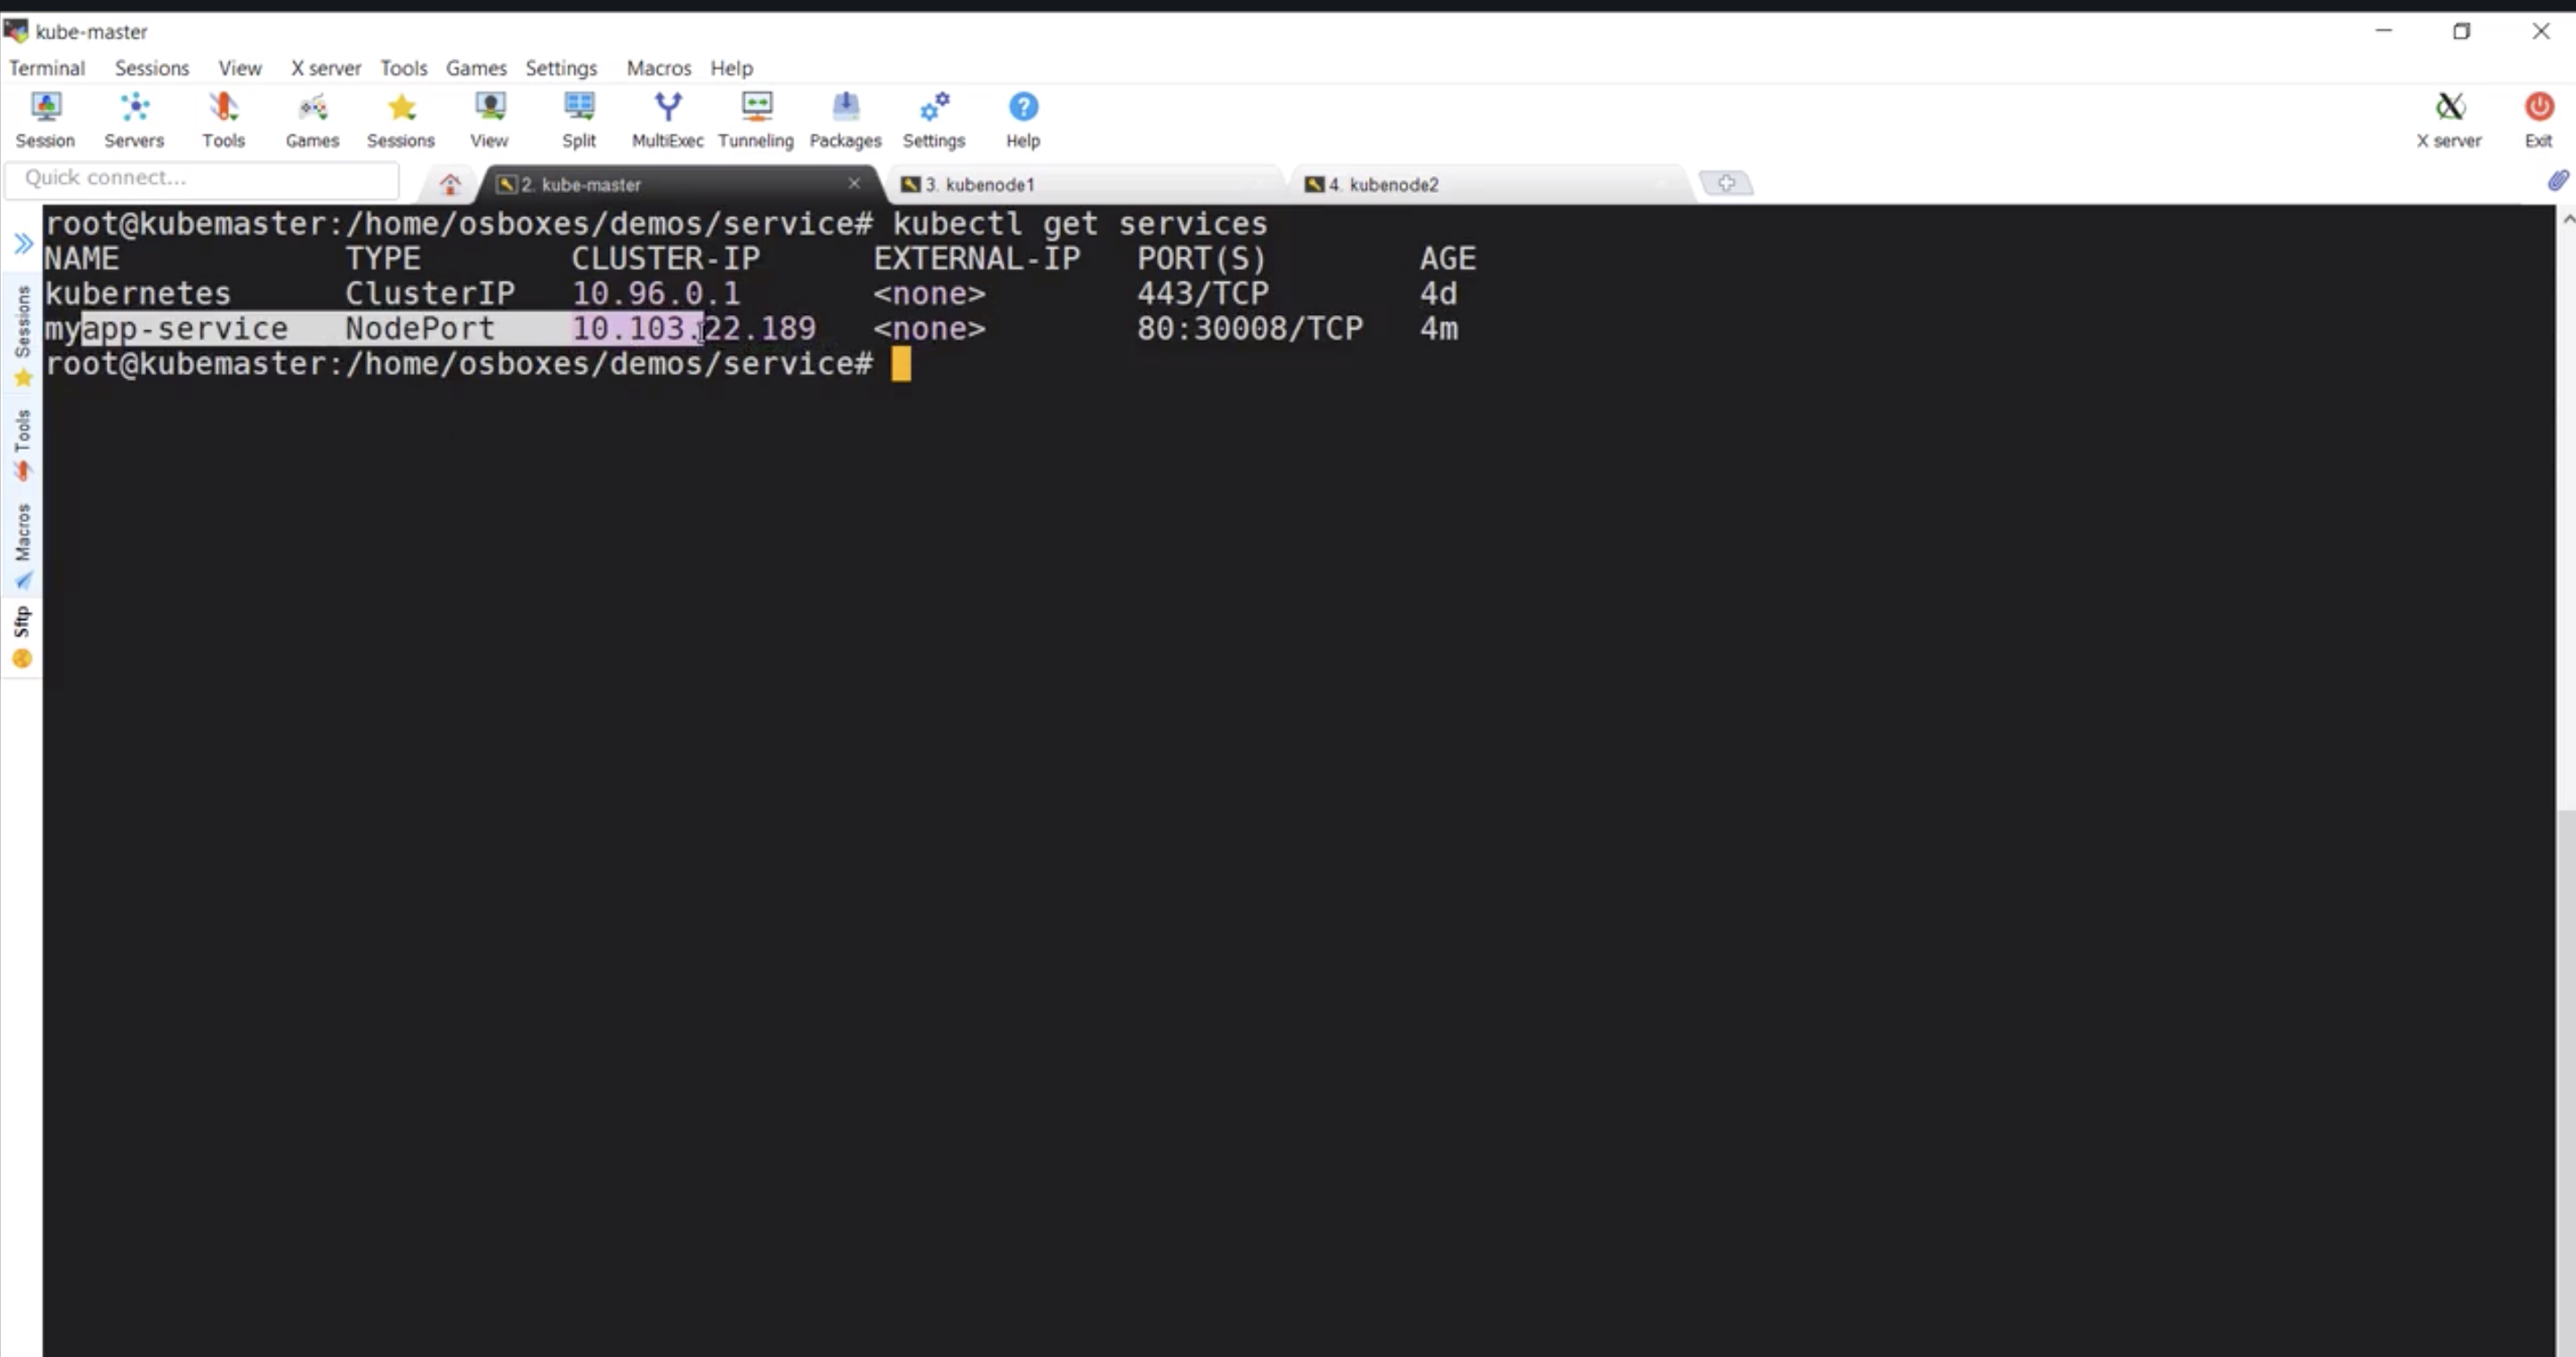 kube-master
Terminal Sessions View X server Tools Games Settings Macros Help
Session Servers Tools Games Sessions View Split MultiExec Tunneling Packages Settings Help X server Exit
Quick connect... 2. kube-master 3. kubenode1 4. kubenode2
root@kubemaster:/home/osboxes/demos/service# kubectl get services
NAME TYPE CLUSTER-IP EXTERNAL-IP PORT(S) AGE
kubernetes ClusterIP 10.96.0.1 <none> 443/TCP 4d
myapp-service NodePort 10.103.22.189 <none> 80:30008/TCP 4m
root@kubemaster:/home/osboxes/demos/service#
Sessions
Tools
Macros
Sftp